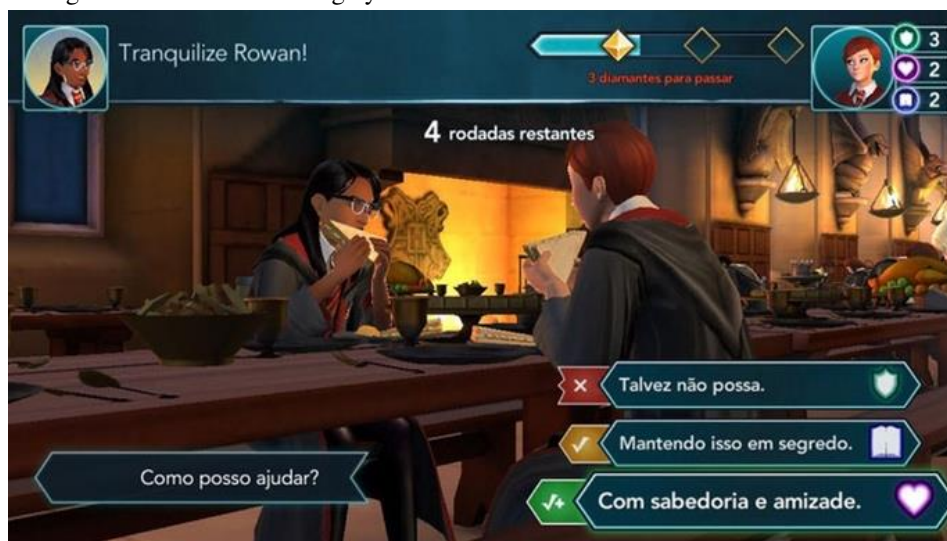 Tranquilize Rowan!
3 diamantes para passar
3
2
2
4 rodadas restantes
Talvez não possa.
Mantendo isso em segredo.
Como posso ajudar?
Com sabedoria e amizade.